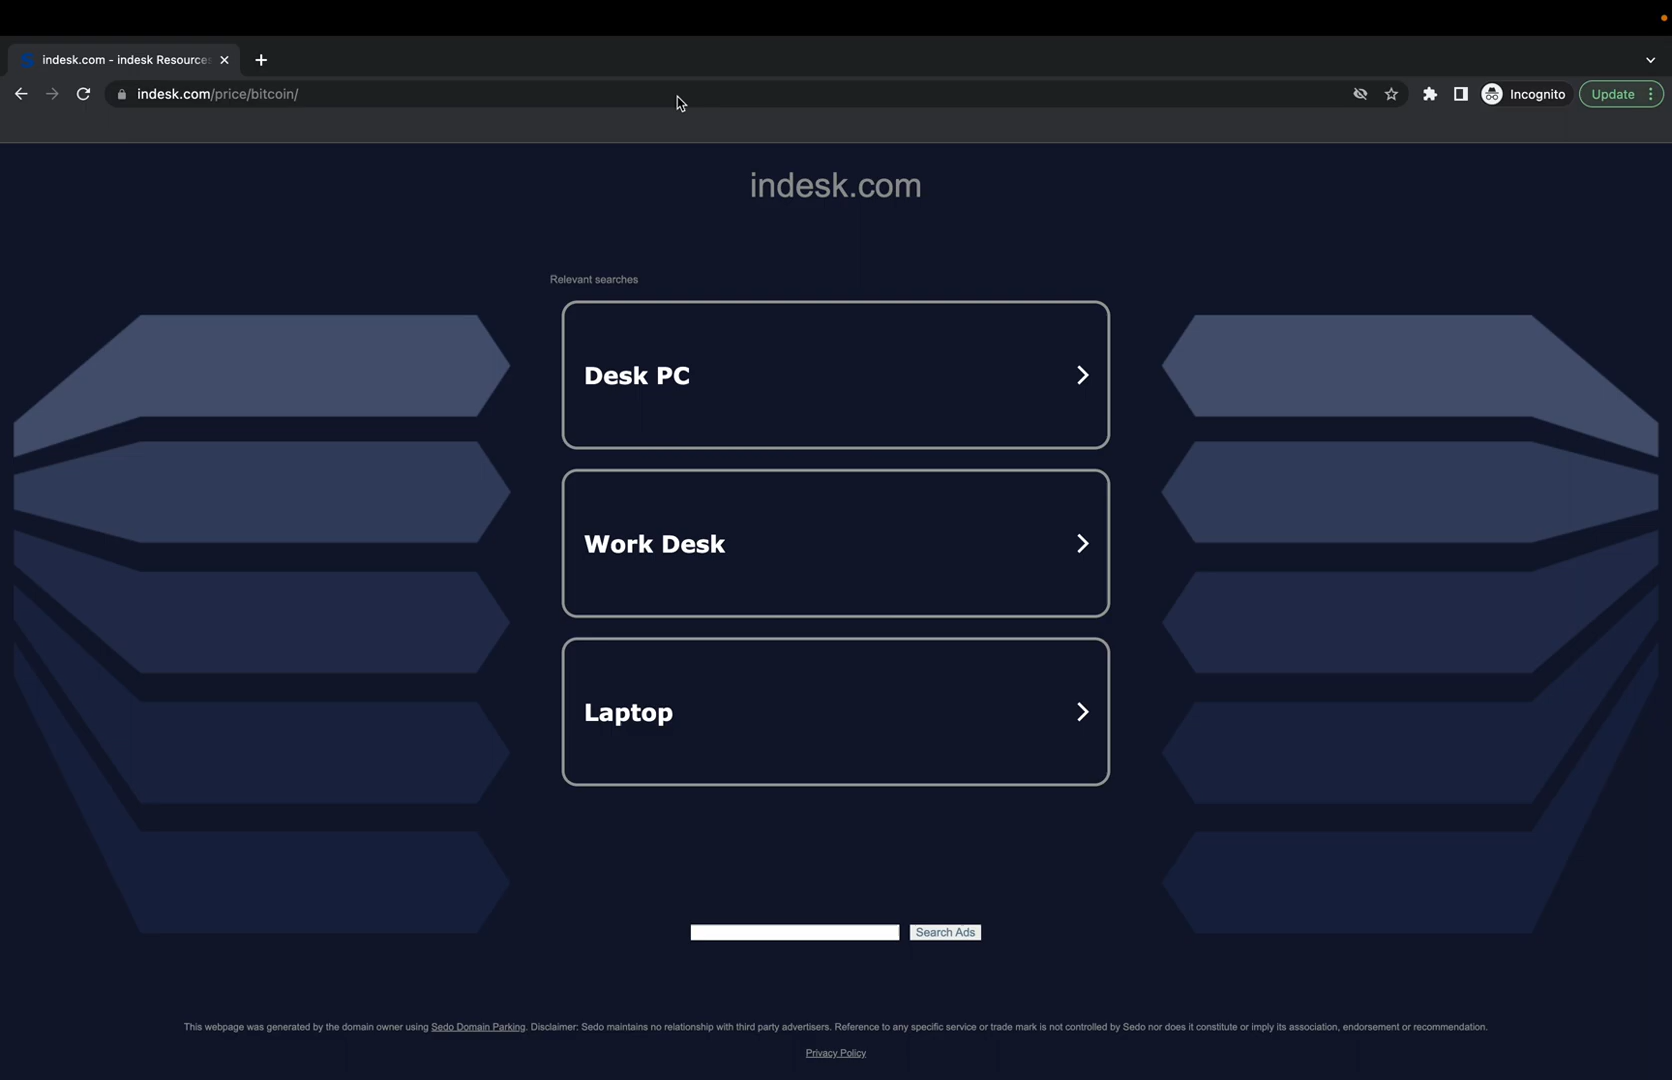 indesk.com - indesk Resources
indesk.com/price/bitcoin/
Incognito
Update
indesk.com
Relevant searches
Desk PC
Work Desk
Laptop
Search Ads
This webpage was generated by the domain owner using Sedo Domain Parking. Disclaimer: Sedo maintains no relationship with third party advertisers. Reference to any specific service or trade mark is not controlled by Sedo nor does it constitute or imply its association, endorsement or recommendation.
Privacy Policy